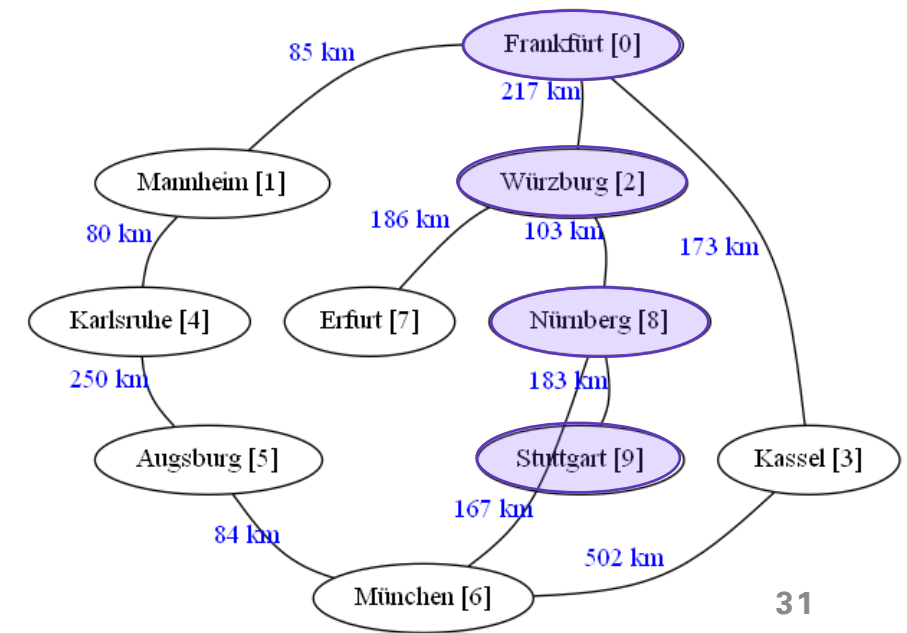 Frankfürt [0]
85 km
217 km
Mannheim [1]
Würzburg [2]
186 km
103 km
80 km
173 km
Karlsruhe [4]
Erfurt [7]
Nürnberg [8]
250 km
183 km
Augsburg [5]
Stuttgart [9]
Kassel [3]
167 km
84 km
502 km
München [6]
31